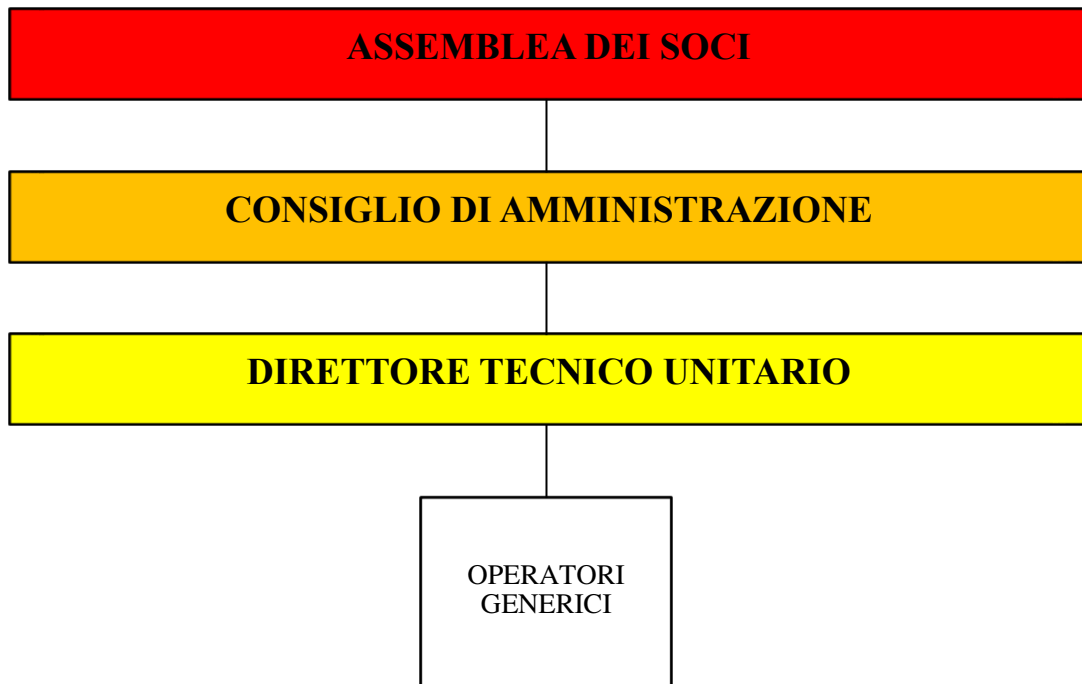 ASSEMBLEA DEI SOCI
CONSIGLIO DI AMMINISTRAZIONE
DIRETTORE TECNICO UNITARIO
OPERATORI
GENERICI